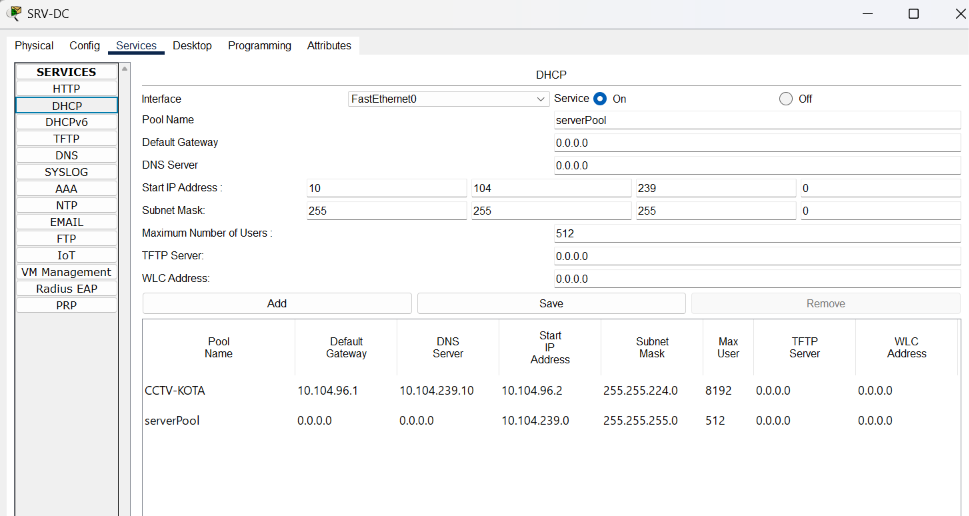 SRV-DC
Physical Config Services Desktop Programming Attributes
SERVICES
HTTP
DHCP
DHCPv6
TFTP
DNS
SYSLOG
AAA
NTP
EMAIL
FTP
IoT
VM Management
Radius EAP
PRP
DHCP
Interface FastEthernet0 Service On Off
Pool Name serverPool
Default Gateway 0.0.0.0
DNS Server 0.0.0.0
Start IP Address : 10 104 239 0
Subnet Mask: 255 255 255 0
Maximum Number of Users : 512
TFTP Server: 0.0.0.0
WLC Address: 0.0.0.0
Add Save Remove
Pool Name Default Gateway DNS Server Start IP Address Subnet Mask Max User TFTP Server WLC Address
CCTV-KOTA 10.104.96.1 10.104.239.10 10.104.96.2 255.255.224.0 8192 0.0.0.0 0.0.0.0
serverPool 0.0.0.0 0.0.0.0 10.104.239.0 255.255.255.0 512 0.0.0.0 0.0.0.0